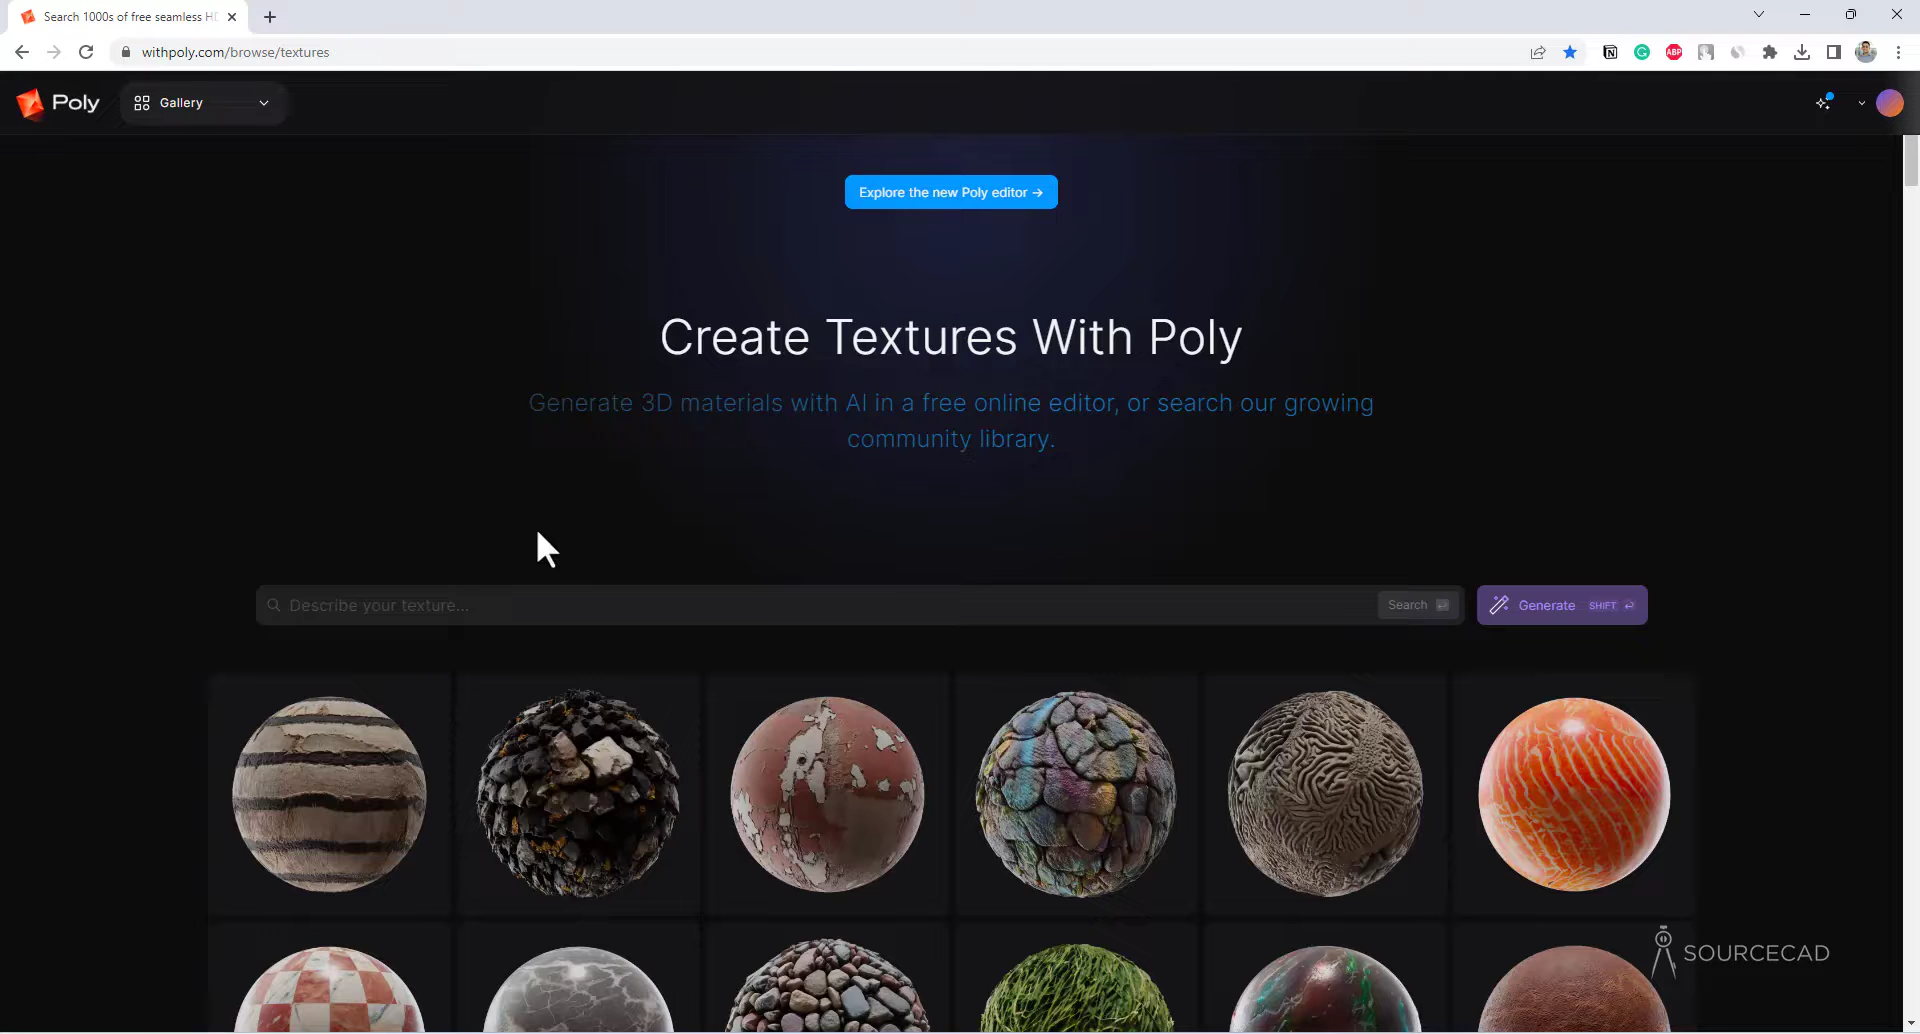 Search 1000s of free seamless HD
withpoly.com/browse/textures
N
G
ABP
Poly
Gallery
Explore the new Poly editor →
Create Textures With Poly
Generate 3D materials with AI in a free online editor, or search our growing
community library.
Describe your texture...
Search
Generate SHIFT
SOURCECAD